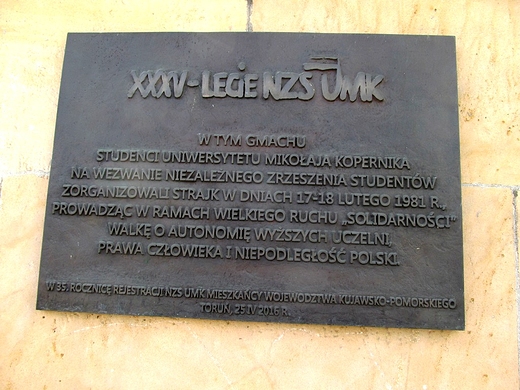 XXXV-LECIE NZS UMK
W TYM GMACHU
STUDENCI UNIWERSYTETU MIKOŁAJA KOPERNIKA
NA WEZWANIE NIEZALEŻNEGO ZRZESZENIA STUDENTÓW
ZORGANIZOWALI STRAJK W DNIACH 17-18 LUTEGO 1981 R.,
PROWADZĄC W RAMACH WIELKIEGO RUCHU „SOLIDARNOŚCI”
WALKĘ O AUTONOMIĘ WYŻSZYCH UCZELNI,
PRAWA CZŁOWIEKA I NIEPODLEGŁOŚĆ POLSKI.
W 35. ROCZNICĘ REJESTRACJI NZS UMK MIESZKAŃCY WOJEWÓDZTWA KUJAWSKO-POMORSKIEGO
TORUŃ, 25 IV 2016 R.